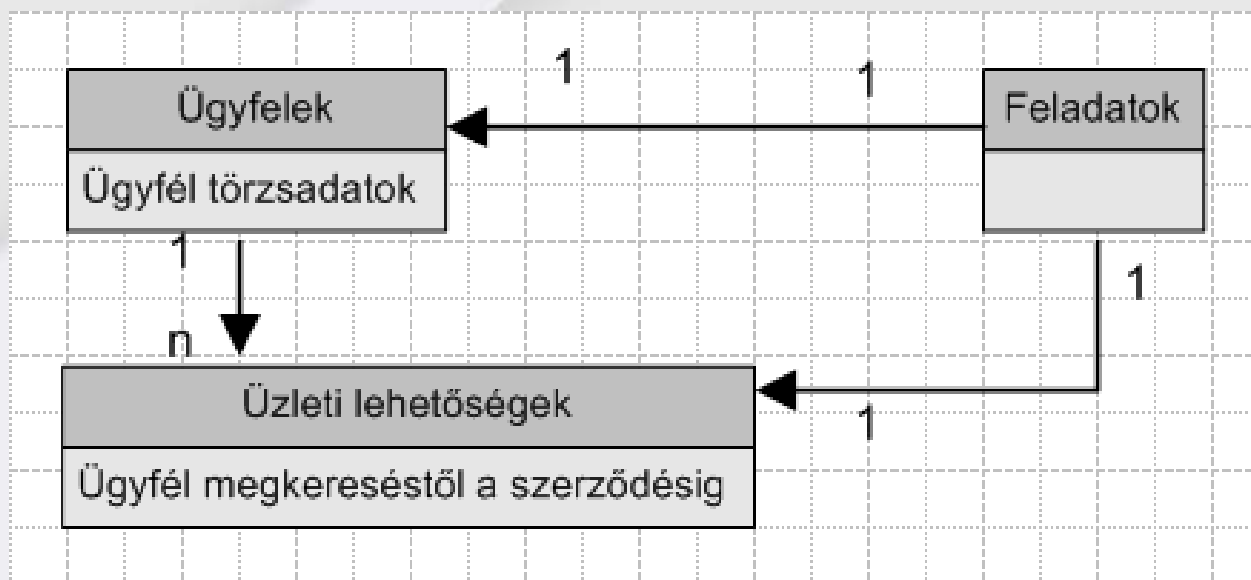 1
1
Ügyfelek
Feladatok
Ügyfél törzsadatok
1
1
n
Üzleti lehetőségek
1
Ügyfél megkereséstől a szerződésig